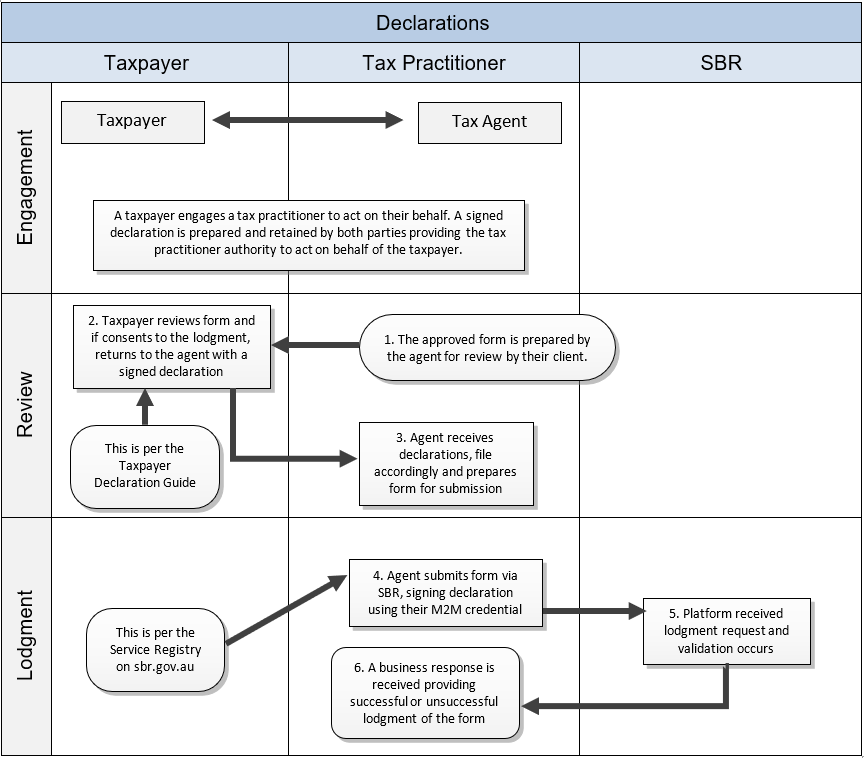 Declarations
Taxpayer
Tax Practitioner
SBR
Engagement
Taxpayer
Tax Agent
A taxpayer engages a tax practitioner to act on their behalf. A signed
declaration is prepared and retained by both parties providing the tax
practitioner authority to act on behalf of the taxpayer.
Review
1. The approved form is prepared by
the agent for review by their client.
2. Taxpayer reviews form and
if consents to the lodgment,
returns to the agent with a
signed declaration
This is per the
Taxpayer
Declaration Guide
3. Agent receives
declarations, file
accordingly and prepares
form for submission
Lodgment
This is per the
Service Registry
on sbr.gov.au
4. Agent submits form via
SBR, signing declaration
using their M2M credential
5. Platform received
lodgment request and
validation occurs
6. A business response is
received providing
successful or unsuccessful
lodgment of the form